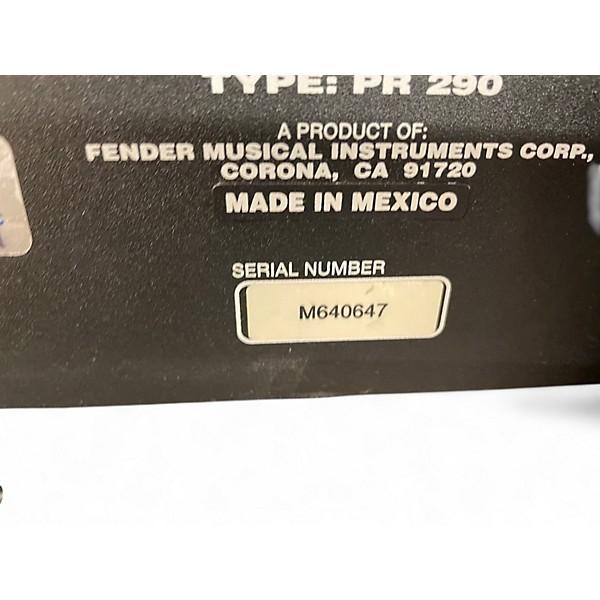 TYPE: PR 290
A PRODUCT OF:
FENDER MUSICAL INSTRUMENTS CORP.,
CORONA, CA 91720
MADE IN MEXICO
SERIAL NUMBER
M640647